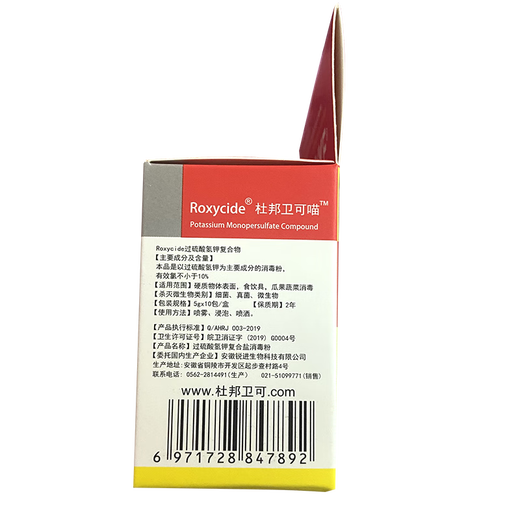 Roxycide® 杜邦卫可喵™
Potassium Monopersulfate Compound
Roxycide过硫酸氢钾复合物
【主要成分及含量】
本品是以过硫酸氢钾为主要成分的消毒粉,
有效氯不小于10%
【适用范围】硬质物体表面, 食饮具, 瓜果蔬菜消毒
【杀灭微生物类别】细菌、真菌、微生物
【包装规格】5gx10包/盒 【保质期】2年
【使用方法】喷雾、浸泡、喷洒。
【产品执行标准】Q/AHRJ 003-2019
【卫生许可证号】皖卫消证字 (2019) G0004号
【产品名称】过硫酸氢钾复合盐消毒粉
【委托国内生产企业】安徽锐进生物科技有限公司
生产地址:安徽省铜陵市开发区起步查村路4号
0562-2814491(生产) 021-51099771(销售)
www.杜邦卫可.com
6 971728 847892